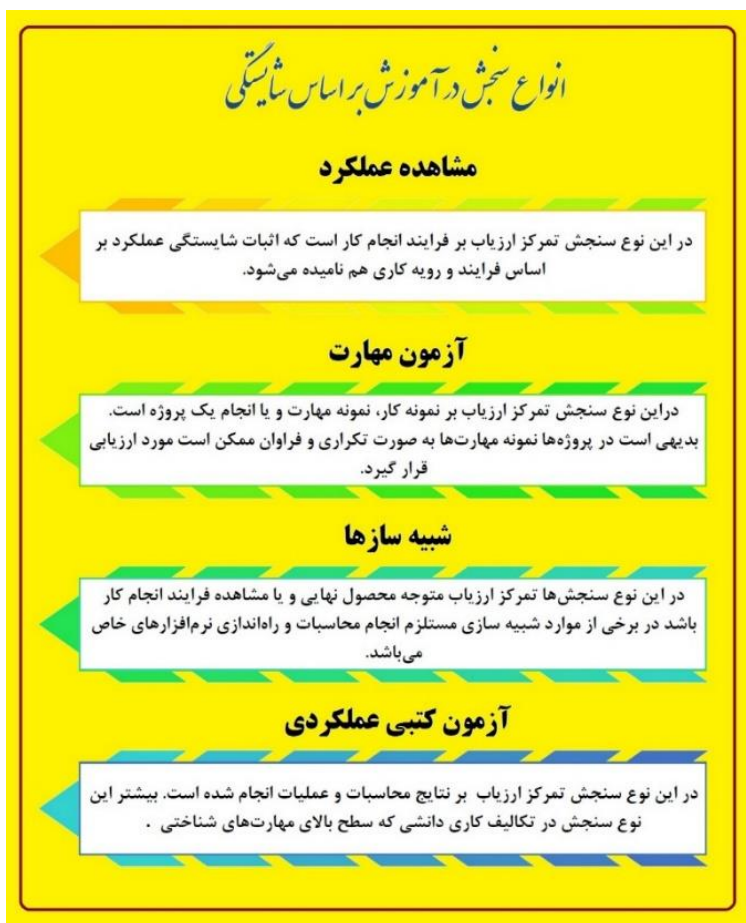 انواع سنجش در آموزش بر اساس شایستگی
مشاهده عملکرد
در این نوع سنجش تمرکز ارزیاب بر فرایند انجام کار است که اثبات شایستگی عملکرد بر
اساس فرایند و رویه کاری هم نامیده می‌شود.
آزمون مهارت
دراین نوع سنجش تمرکز ارزیاب بر نمونه کار، نمونه مهارت و یا انجام یک پروژه است.
بدیهی است در پروژه‌ها نمونه مهارت‌ها به صورت تکراری و فراوان ممکن است مورد ارزیابی
قرار گیرد.
شبیه سازها
در این نوع سنجش‌ها تمرکز ارزیاب متوجه محصول نهایی و یا مشاهده فرایند انجام کار
باشد در برخی از موارد شبیه سازی مستلزم انجام محاسبات و راه‌اندازی نرم‌افزارهای خاص
می‌باشد.
آزمون کتبی عملکردی
در این نوع سنجش تمرکز ارزیاب بر نتایج محاسبات و عملیات انجام شده است. بیشتر این
نوع سنجش در تکالیف کاری دانشی که سطح بالای مهارت‌های شناختی .